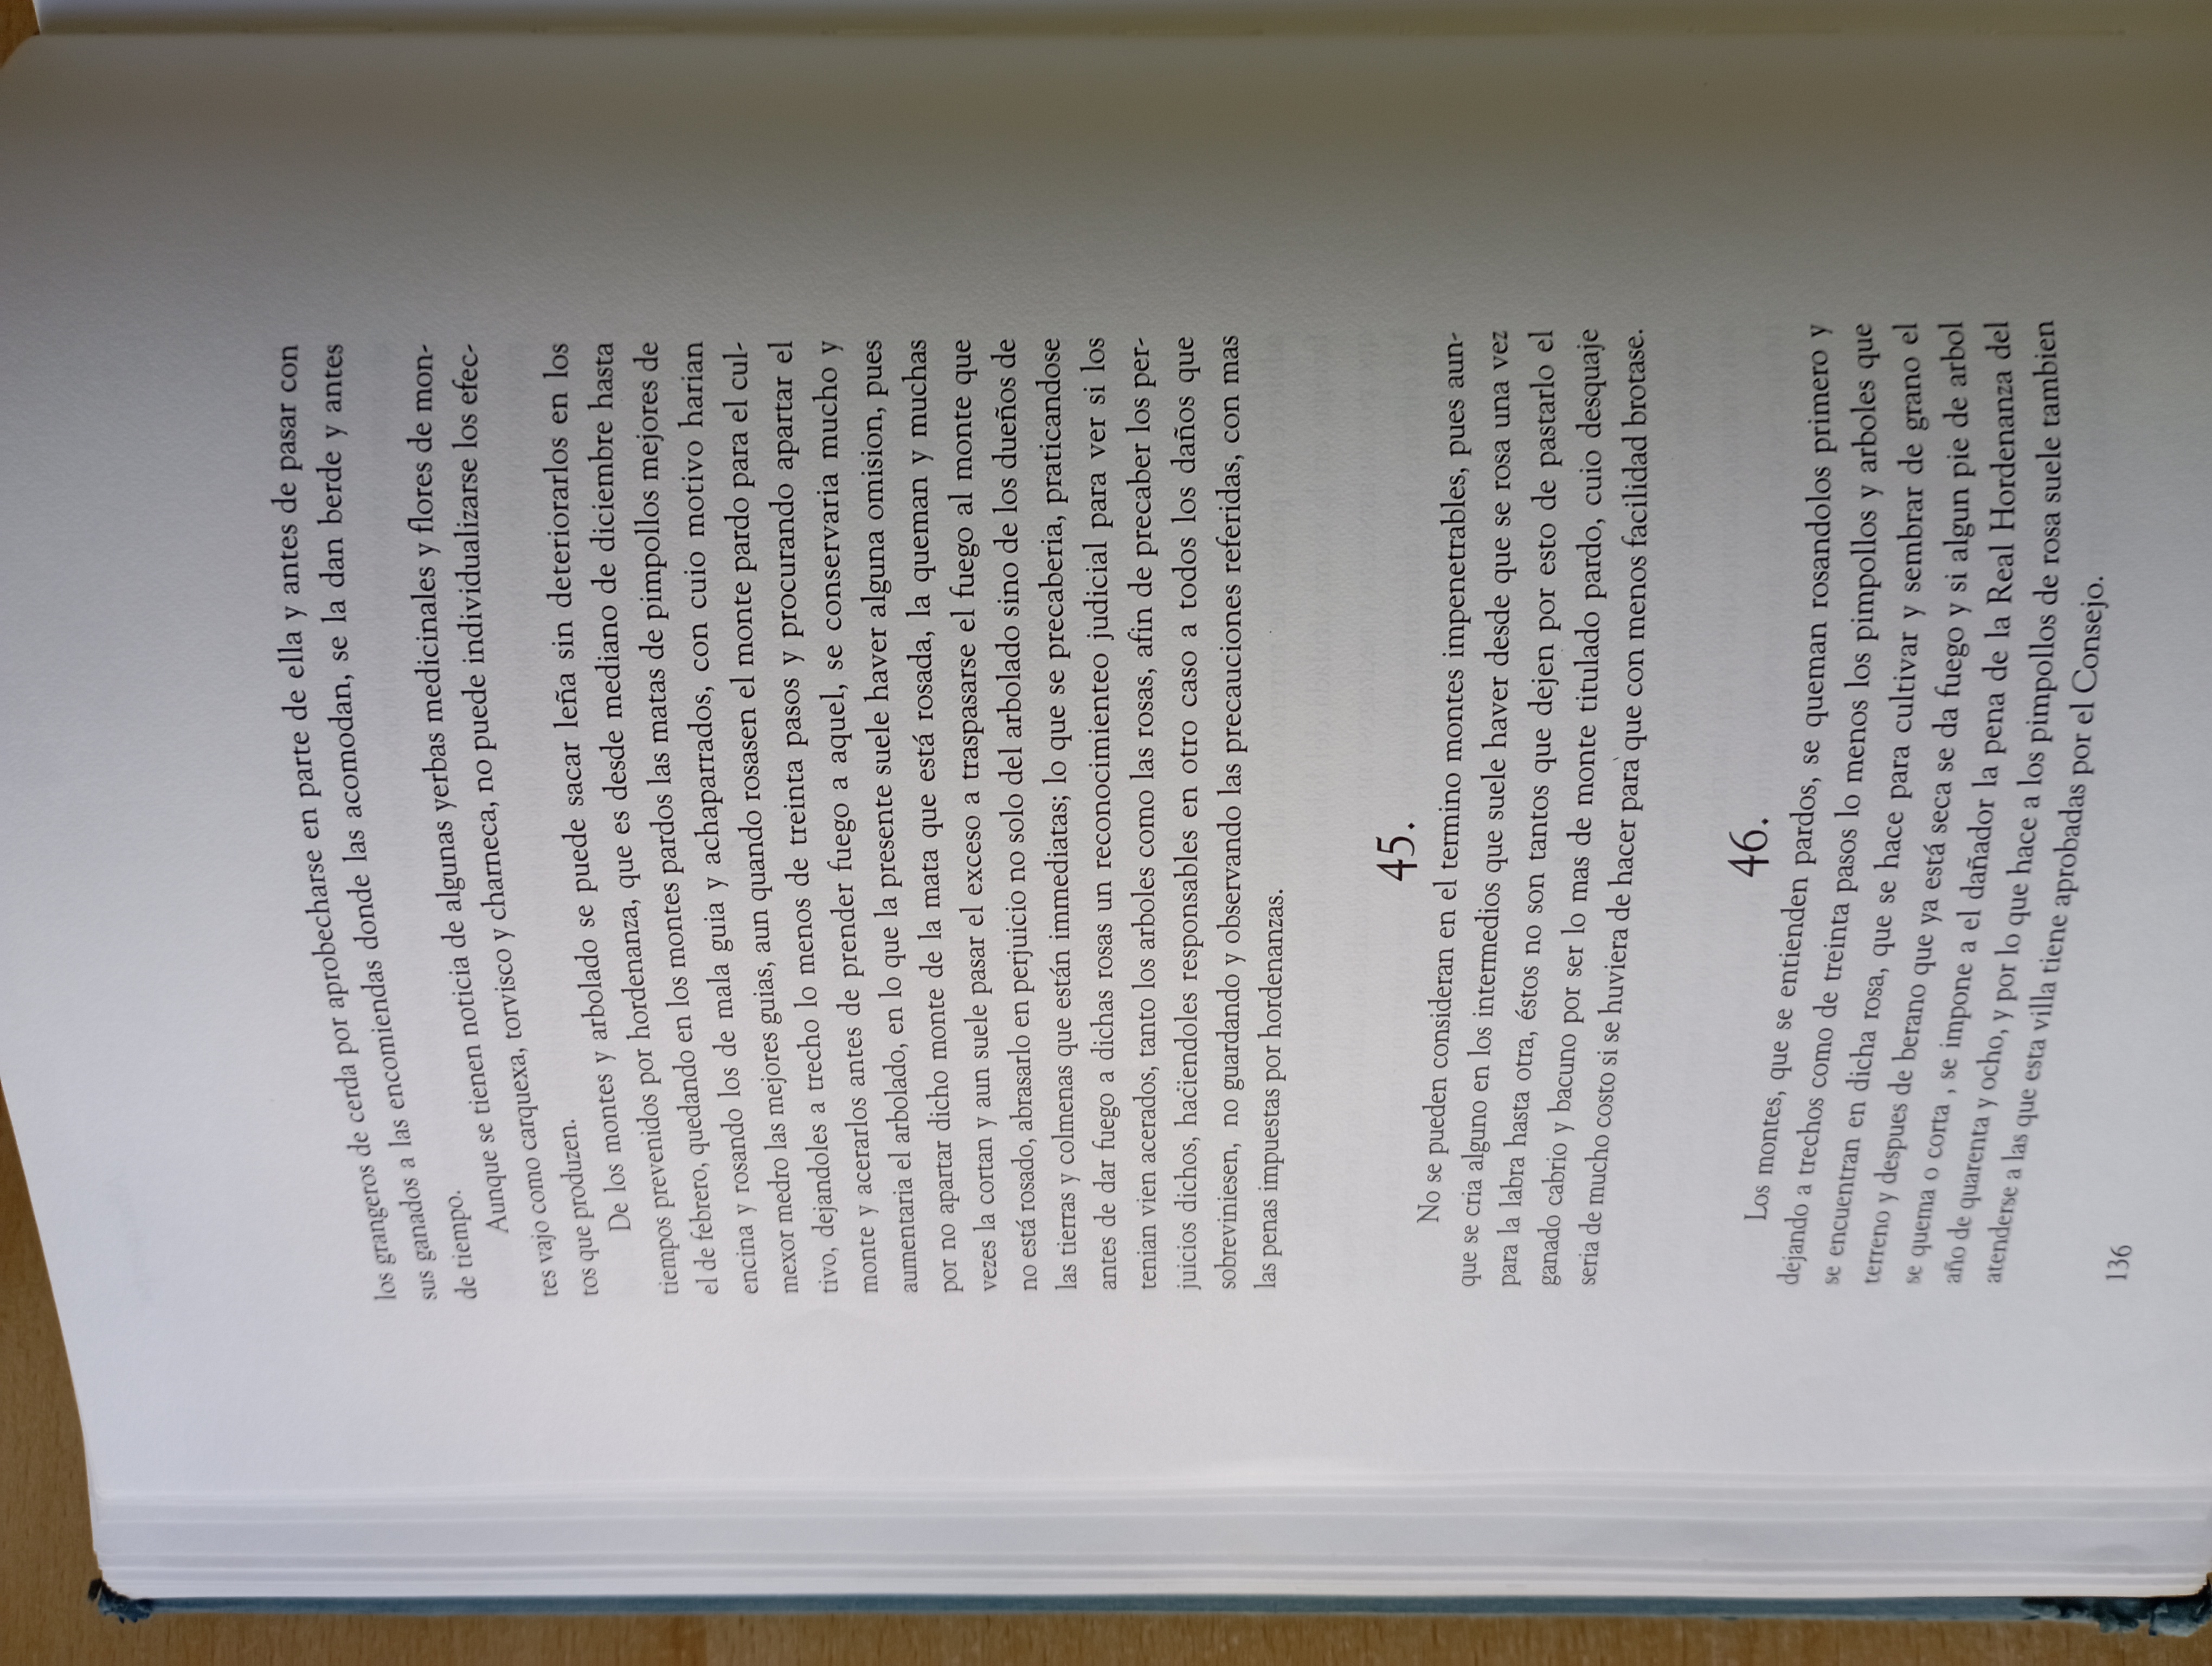 los grangeros de cerda por aprobecharse en parte de ella y antes de pasar con
sus ganados a las encomiendas donde las acomodan, se la dan berde y antes
de tiempo.
Aunque se tienen noticia de algunas yerbas medicinales y flores de mon-
tes vajo como carquexa, torvisco y charneca, no puede individualizarse los efec-
tos que produzen.
De los montes y arbolado se puede sacar leña sin deteriorarlos en los
tiempos prevenidos por hordenanza, que es desde mediano de diciembre hasta
el de febrero, quedando en los montes pardos las matas de pimpollos mejores de
encina y rosando los de mala guia y achaparrados, con cuio motivo harian
mexor medro las mejores guias, aun quando rosasen el monte pardo para el cul-
tivo, dejandoles a trecho lo menos de treinta pasos y procurando apartar el
monte y acerarlos antes de prender fuego a aquel, se conservaria mucho y
aumentaria el arbolado, en lo que la presente suele haver alguna omision, pues
por no apartar dicho monte de la mata que está rosada, la queman y muchas
vezes la cortan y aun suele pasar el exceso a traspasarse el fuego al monte que
no está rosado, abrasarlo en perjuicio no solo del arbolado sino de los dueños de
las tierras y colmenas que están immediatas; lo que se precaberia, praticandose
antes de dar fuego a dichas rosas un reconocimienteo judicial para ver si los
tenian vien acerados, tanto los arboles como las rosas, afin de precaber los per-
juicios dichos, haciendoles responsables en otro caso a todos los daños que
sobreviniesen, no guardando y observando las precauciones referidas, con mas
las penas impuestas por hordenanzas.
45.
No se pueden consideran en el termino montes impenetrables, pues aun-
que se cria alguno en los intermedios que suele haver desde que se rosa una vez
para la labra hasta otra, éstos no son tantos que dejen por esto de pastarlo el
ganado cabrio y bacuno por ser lo mas de monte titulado pardo, cuio desquaje
seria de mucho costo si se huviera de hacer para que con menos facilidad brotase.
46.
Los montes, que se entienden pardos, se queman rosandolos primero y
dejando a trechos como de treinta pasos lo menos los pimpollos y arboles que
se encuentran en dicha rosa, que se hace para cultivar y sembrar de grano el
terreno y despues de berano que ya está seca se da fuego y si algun pie de arbol
se quema o corta , se impone a el dañador la pena de la Real Hordenanza del
año de quarenta y ocho, y por lo que hace a los pimpollos de rosa suele tambien
atenderse a las que esta villa tiene aprobadas por el Consejo.
136